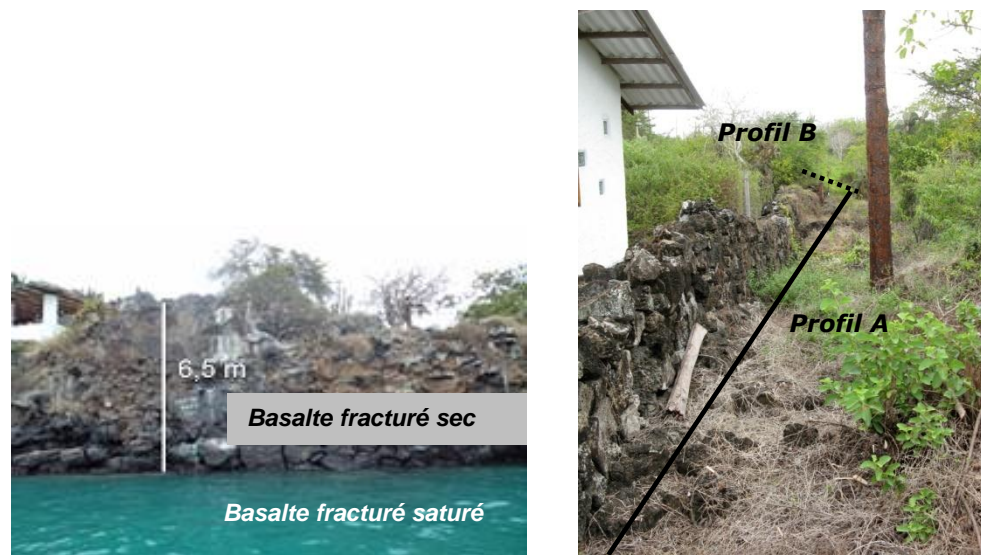 6,5 m
Basalte fracturé sec
Basalte fracturé saturé
Profil B
Profil A